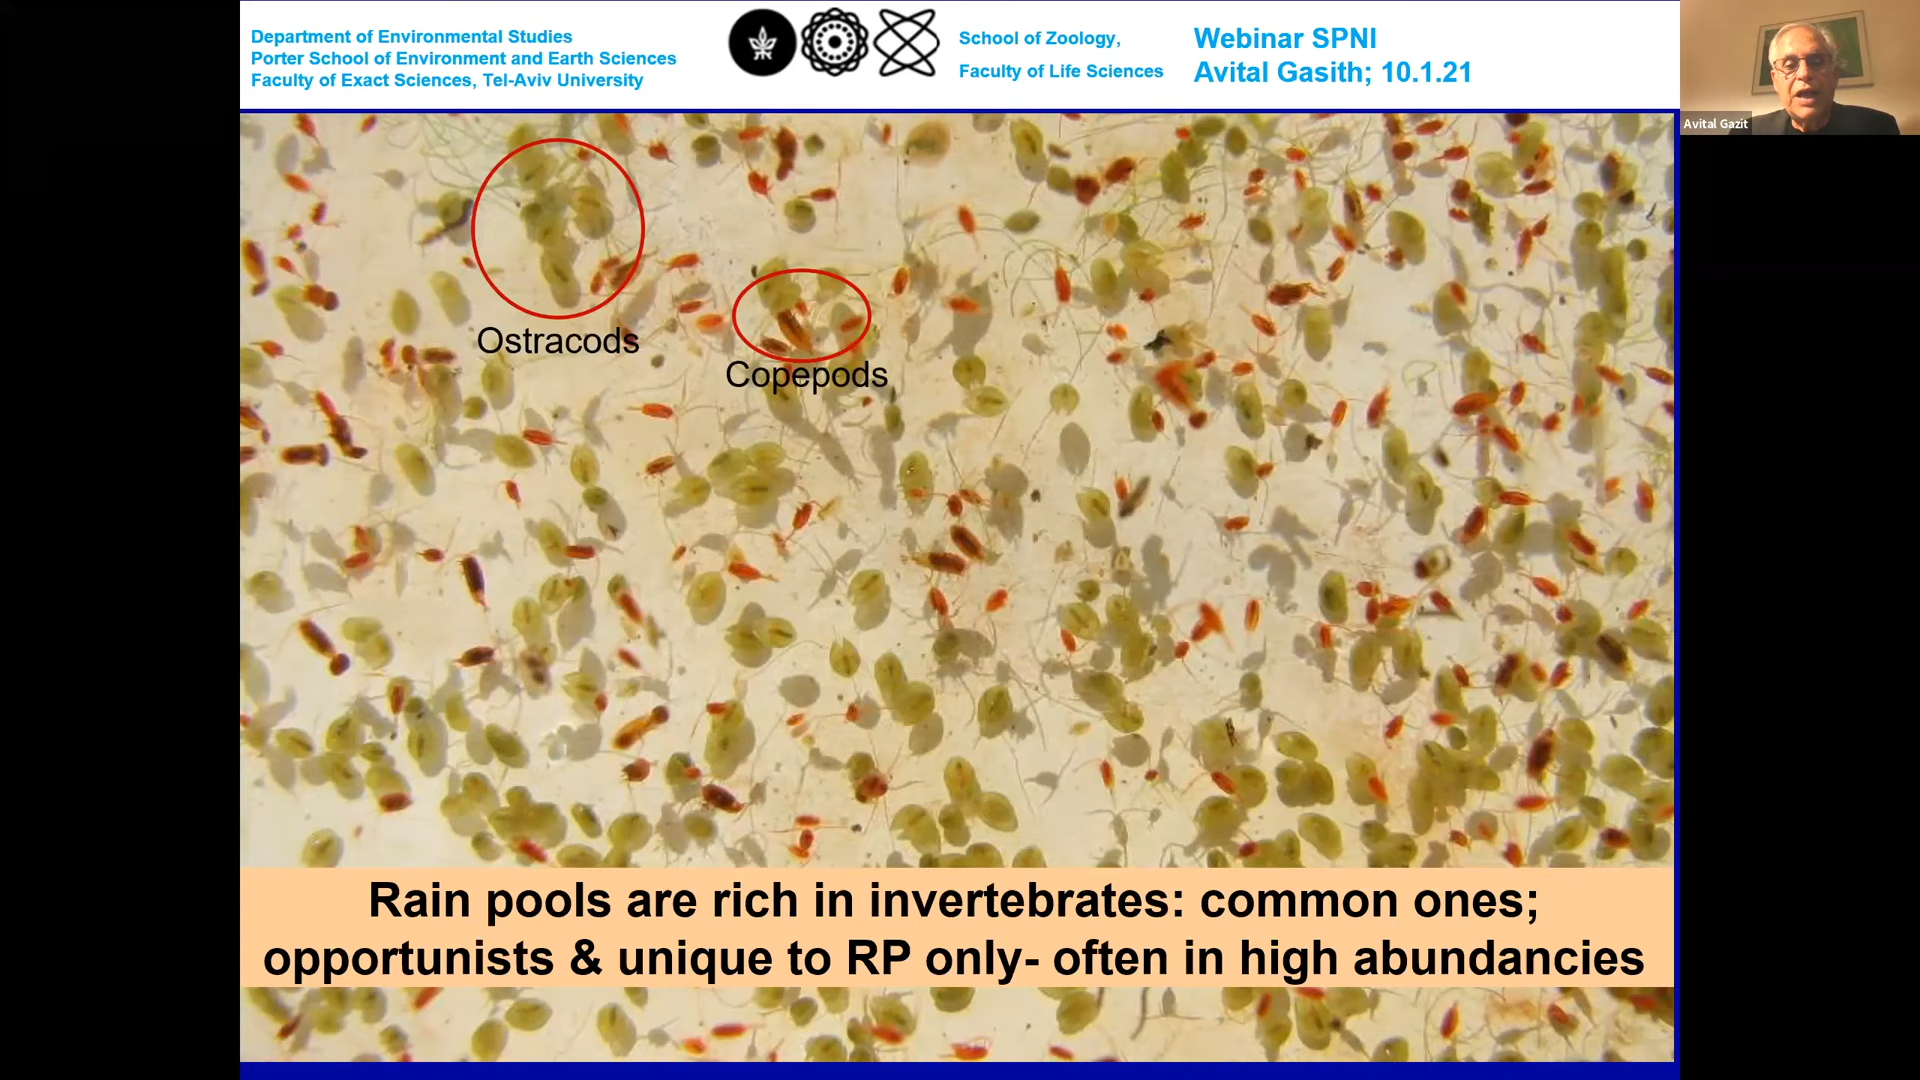 Department of Environmental Studies
Porter School of Environment and Earth Sciences
Faculty of Exact Sciences, Tel-Aviv University
School of Zoology,
Faculty of Life Sciences
Webinar SPNI
Avital Gasith; 10.1.21
Avital Gazit
Ostracods
Copepods
Rain pools are rich in invertebrates: common ones;
opportunists & unique to RP only- often in high abundancies